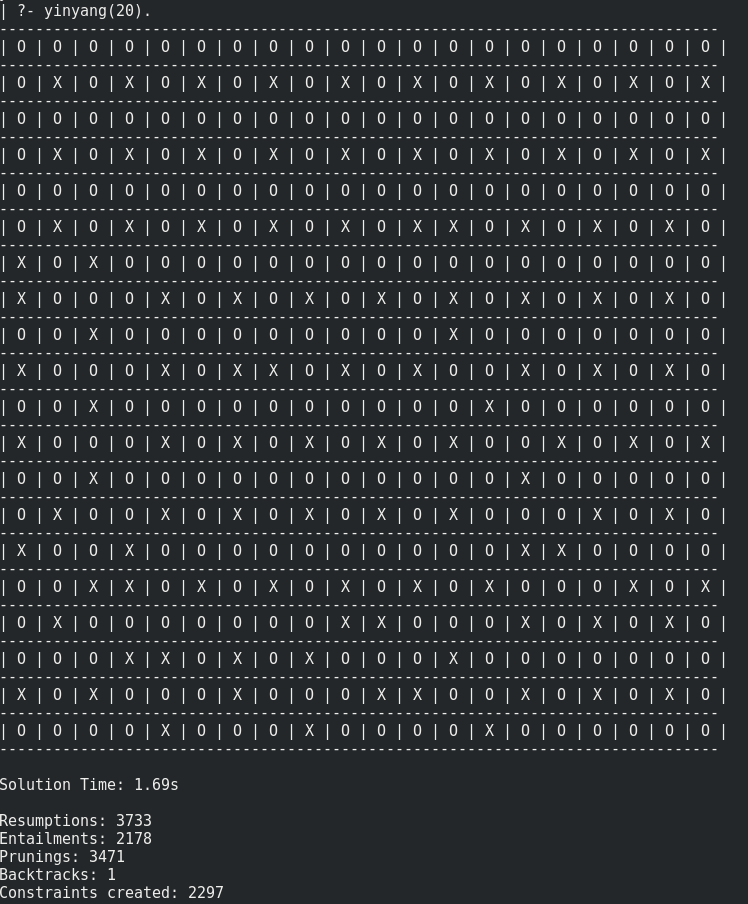 | ?- yinyang(20).
--------------------------------------------------------------------------------
| O | O | O | O | O | O | O | O | O | O | O | O | O | O | O | O | O | O | O | O |
--------------------------------------------------------------------------------
| O | X | O | X | O | X | O | X | O | X | O | X | O | X | O | X | O | X | O | X |
--------------------------------------------------------------------------------
| O | O | O | O | O | O | O | O | O | O | O | O | O | O | O | O | O | O | O | O |
--------------------------------------------------------------------------------
| O | X | O | X | O | X | O | X | O | X | O | X | O | X | O | X | O | X | O | X |
--------------------------------------------------------------------------------
| O | O | O | O | O | O | O | O | O | O | O | O | O | O | O | O | O | O | O | O |
--------------------------------------------------------------------------------
| O | X | O | X | O | X | O | X | O | X | O | X | X | O | X | O | X | O | X | O |
--------------------------------------------------------------------------------
| X | O | X | O | O | O | O | O | O | O | O | O | O | O | O | O | O | O | O | O |
--------------------------------------------------------------------------------
| X | O | O | O | X | O | X | O | X | O | X | O | X | O | X | O | X | O | X | O |
--------------------------------------------------------------------------------
| O | O | X | O | O | O | O | O | O | O | O | O | X | O | O | O | O | O | O | O |
--------------------------------------------------------------------------------
| X | O | O | O | X | O | X | X | O | X | O | X | O | O | X | O | X | O | X | O |
--------------------------------------------------------------------------------
| O | O | X | O | O | O | O | O | O | O | O | O | O | X | O | O | O | O | O | O |
--------------------------------------------------------------------------------
| X | O | O | O | X | O | X | O | X | O | X | O | X | O | O | X | O | X | O | X |
--------------------------------------------------------------------------------
| O | O | X | O | O | O | O | O | O | O | O | O | O | O | X | O | O | O | O | O |
--------------------------------------------------------------------------------
| O | X | O | O | X | O | X | O | X | O | X | O | X | O | O | O | X | O | X | O |
--------------------------------------------------------------------------------
| X | O | O | X | O | O | O | O | O | O | O | O | O | O | X | X | O | O | O | O |
--------------------------------------------------------------------------------
| O | O | X | X | O | X | O | X | O | X | O | X | O | X | O | O | O | X | O | X |
--------------------------------------------------------------------------------
| O | X | O | O | O | O | O | O | O | X | X | O | O | O | X | O | X | O | X | O |
--------------------------------------------------------------------------------
| O | O | O | X | X | O | X | O | X | O | O | O | X | O | O | O | O | O | O | O |
--------------------------------------------------------------------------------
| X | O | X | O | O | O | X | O | O | O | X | X | O | O | X | O | X | O | X | O |
--------------------------------------------------------------------------------
| O | O | O | O | X | O | O | O | X | O | O | O | O | X | O | O | O | O | O | O |
--------------------------------------------------------------------------------
Solution Time: 1.69s
Resumptions: 3733
Entailments: 2178
Prunings: 3471
Backtracks: 1
Constraints created: 2297